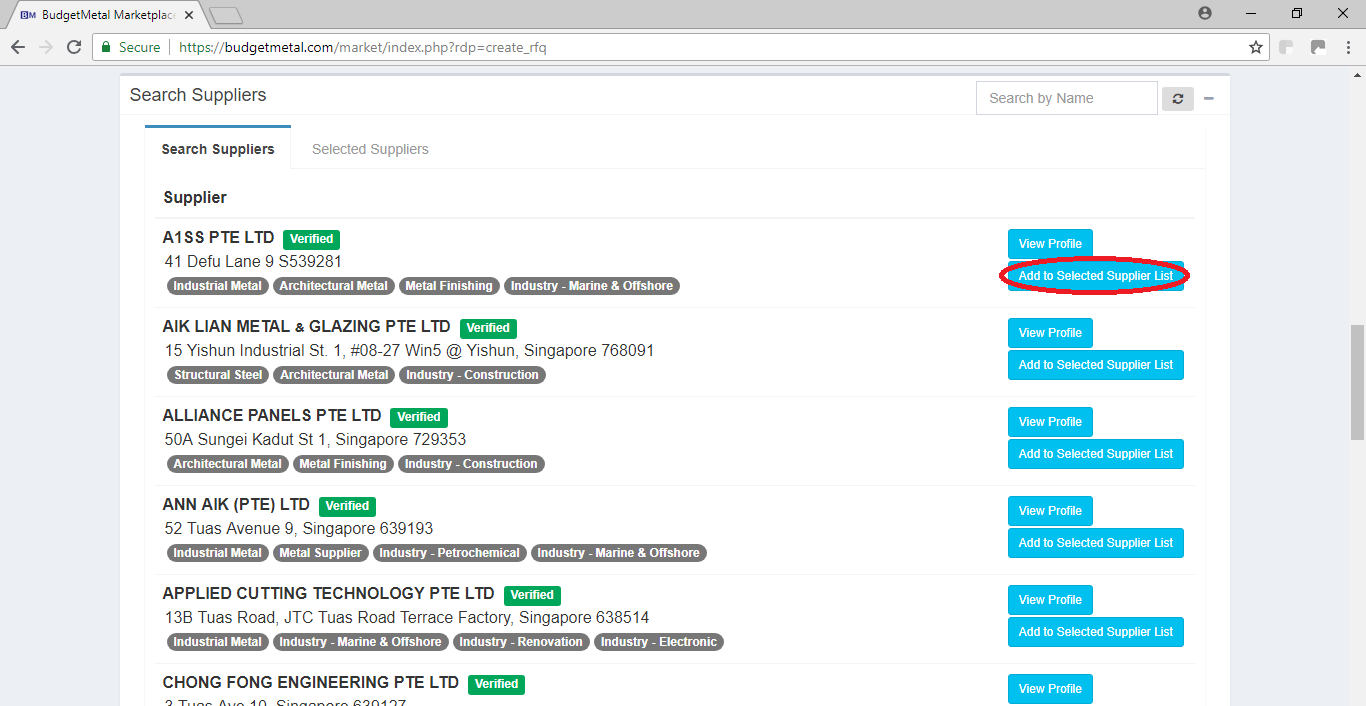 BM BudgetMetal Marketplac
Secure https://budgetmetal.com/market/index.php?rdp=create_rfq
Search Suppliers
Search by Name
Search Suppliers Selected Suppliers
Supplier
A1SS PTE LTD Verified
View Profile
41 Defu Lane 9 S539281
Add to Selected Supplier List
Industrial Metal Architectural Metal Metal Finishing Industry - Marine & Offshore
AIK LIAN METAL & GLAZING PTE LTD Verified
View Profile
15 Yishun Industrial St. 1, #08-27 Win5 @ Yishun, Singapore 768091
Add to Selected Supplier List
Structural Steel Architectural Metal Industry - Construction
ALLIANCE PANELS PTE LTD Verified
View Profile
50A Sungei Kadut St 1, Singapore 729353
Add to Selected Supplier List
Architectural Metal Metal Finishing Industry - Construction
ANN AIK (PTE) LTD Verified
View Profile
52 Tuas Avenue 9, Singapore 639193
Add to Selected Supplier List
Industrial Metal Metal Supplier Industry - Petrochemical Industry - Marine & Offshore
APPLIED CUTTING TECHNOLOGY PTE LTD Verified
View Profile
13B Tuas Road, JTC Tuas Road Terrace Factory, Singapore 638514
Add to Selected Supplier List
Industrial Metal Industry - Marine & Offshore Industry - Renovation Industry - Electronic
CHONG FONG ENGINEERING PTE LTD Verified
View Profile
3 Tuas Ave 10, Singapore 639127